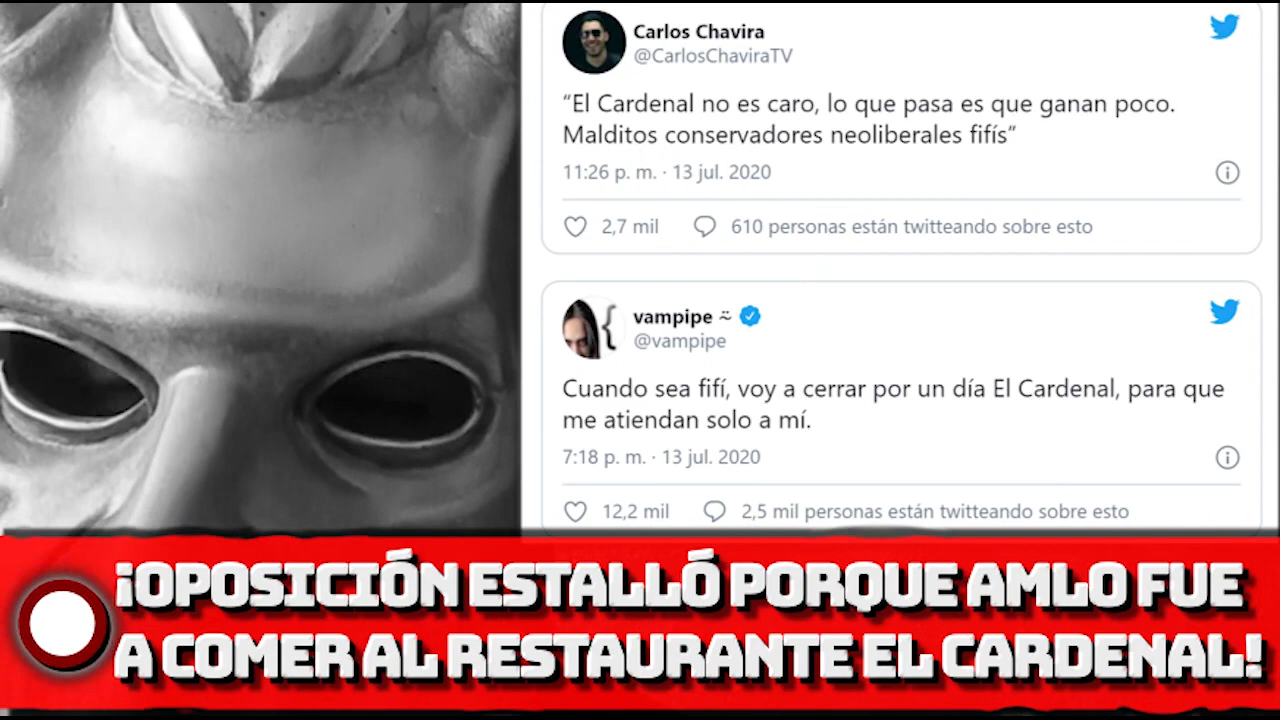 Carlos Chavira
@CarlosChaviraTV
“El Cardenal no es caro, lo que pasa es que ganan poco.
Malditos conservadores neoliberales fifís”
11:26 p. m. · 13 jul. 2020
2,7 mil 610 personas están twitteando sobre esto
vampipe ~̈
@vampipe
Cuando sea fifí, voy a cerrar por un día El Cardenal, para que
me atiendan solo a mí.
7:18 p. m. · 13 jul. 2020
12,2 mil 2,5 mil personas están twitteando sobre esto
¡OPOSICIÓN ESTALLÓ PORQUE AMLO FUE
A COMER AL RESTAURANTE EL CARDENAL!